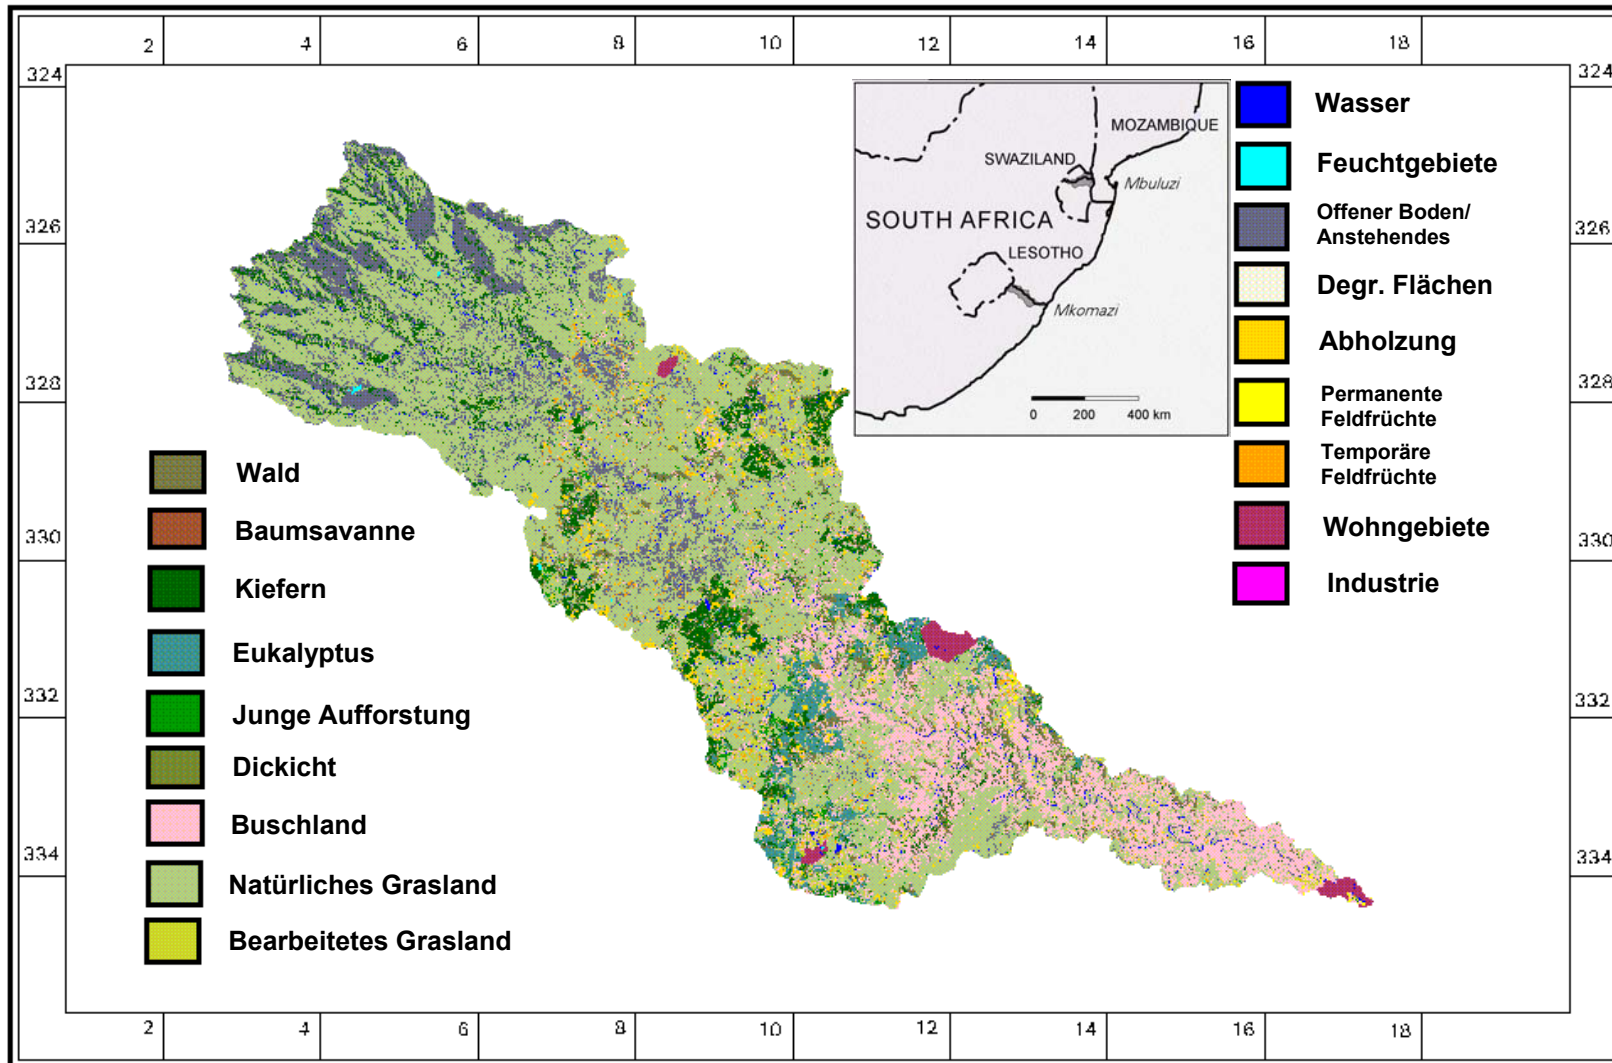 2 4 6 8 10 12 14 16 18
324 324
MOZAMBIQUE
SWAZILAND
Mbuluzi
SOUTH AFRICA
LESOTHO
Mkomazi
0 200 400 km
Wasser
Feuchtgebiete
Offener Boden/
Anstehendes
Degr. Flächen
Abholzung
Permanente
Feldfrüchte
Temporäre
Feldfrüchte
Wohngebiete
Industrie
326 326
328 328
330 330
332 332
334 334
Wald
Baumsavanne
Kiefern
Eukalyptus
Junge Aufforstung
Dickicht
Buschland
Natürliches Grasland
Bearbeitetes Grasland
2 4 6 8 10 12 14 16 18